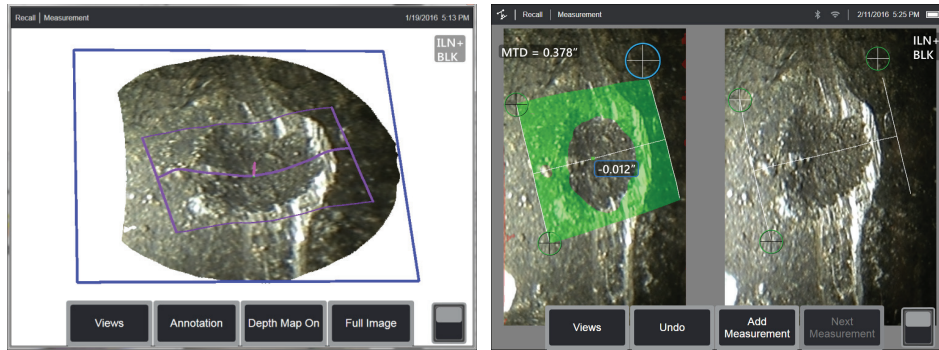 Recall | Measurement
1/19/2016 5:13 PM
ILN+
BLK
Views
Annotation
Depth Map On
Full Image
Recall | Measurement
2/11/2016 5:25 PM
MTD = 0.378"
ILN+
BLK
-0.012"
Views
Undo
Add
Measurement
Next
Measurement